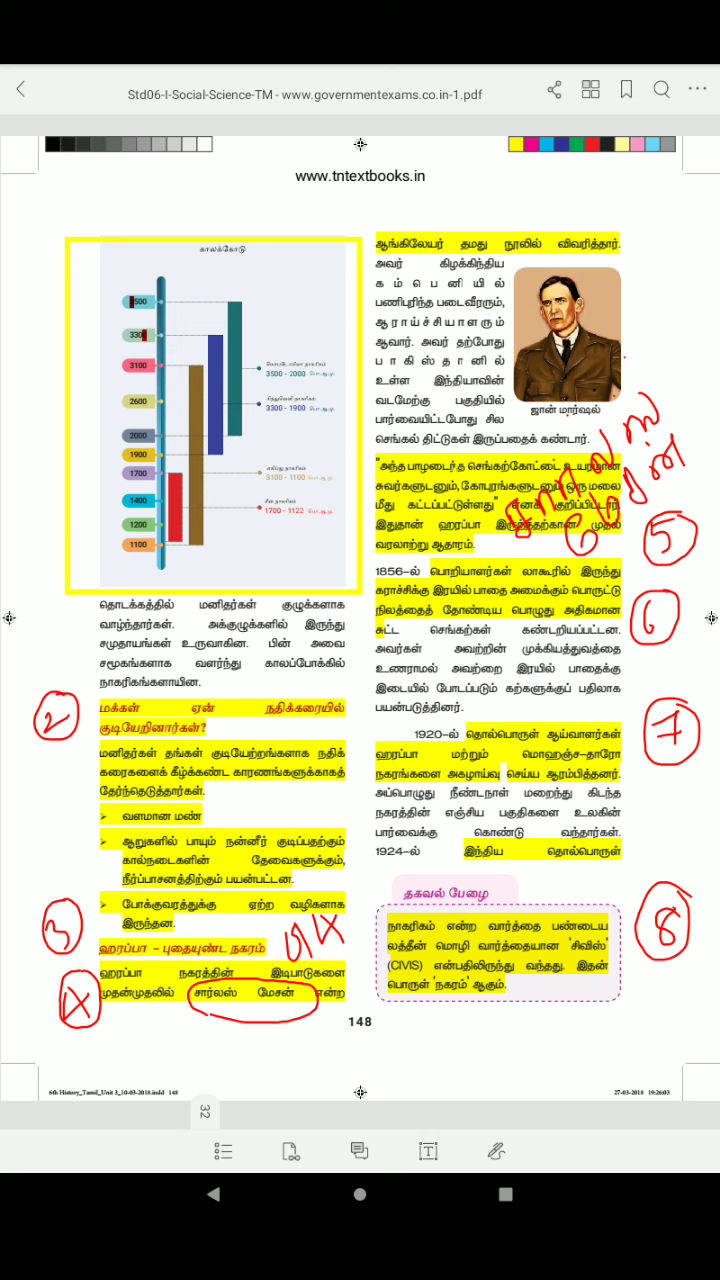 Std06-I-Social-Science-TM - www.governmentexams.co.in-1.pdf
www.tntextbooks.in
காலக்கோடு
3500
3300
3100
2600
2000
1900
1700
1400
1200
1100
மெசபடோமியா நாகரிகம்
3500 - 2000 பொ.ஆ.மு.
சிந்துவெளி நாகரிகம்
3300 - 1900 பொ.ஆ.மு.
எகிப்து நாகரிகம்
3100 - 1100 பொ.ஆ.மு.
சீன நாகரிகம்
1700 - 1122 பொ.ஆ.மு.
தொடக்கத்தில் மனிதர்கள் குழுக்களாக
வாழ்ந்தார்கள். அக்குழுக்களில் இருந்து
சமுதாயங்கள் உருவாகின. பின் அவை
சமூகங்களாக வளர்ந்து காலப்போக்கில்
நாகரிகங்களாயின.
2
மக்கள் ஏன் நதிக்கரையில்
குடியேறினார்கள்?
மனிதர்கள் தங்கள் குடியேற்றங்களாக நதிக்
கரைகளைக் கீழ்க்கண்ட காரணங்களுக்காகத்
தேர்ந்தெடுத்தார்கள்.
➢ வளமான மண்
➢ ஆறுகளில் பாயும் நன்னீர் குடிப்பதற்கும்
கால்நடைகளின் தேவைகளுக்கும்,
நீர்ப்பாசனத்திற்கும் பயன்பட்டன.
➢ போக்குவரத்துக்கு ஏற்ற வழிகளாக
இருந்தன.
3
ஹரப்பா – புதையுண்ட நகரம்
ஹரப்பா நகரத்தின் இடிபாடுகளை
முதன்முதலில் சார்லஸ் மேசன் என்ற
ஆங்கிலேயர் தமது நூலில் விவரித்தார்.
அவர் கிழக்கிந்திய
கம்பெனியில்
பணிபுரிந்த படைவீரரும்,
ஆராய்ச்சியாளரும்
ஆவார். அவர் தற்போது
பாகிஸ்தானில்
உள்ள இந்தியாவின்
வடமேற்கு பகுதியில்
பார்வையிட்டபோது சில
செங்கல் திட்டுகள் இருப்பதைக் கண்டார்.
ஜான் மார்ஷல்
"அந்த பாழடைந்த செங்கற்கோட்டை உயரமான
சுவர்களுடனும், கோபுரங்களுடனும் ஒரு மலை
மீது கட்டப்பட்டுள்ளது" எனக் குறிப்பிட்டார்.
இதுதான் ஹரப்பா இருந்ததற்கான முதல்
வரலாற்று ஆதாரம்.
சார்லஸ்
மேசன்
5
1856–ல் பொறியாளர்கள் லாகூரில் இருந்து
கராச்சிக்கு இரயில் பாதை அமைக்கும் பொருட்டு
நிலத்தைத் தோண்டிய பொழுது அதிகமான
சுட்ட செங்கற்கள் கண்டறியப்பட்டன.
அவர்கள் அவற்றின் முக்கியத்துவத்தை
உணராமல் அவற்றை இரயில் பாதைக்கு
இடையில் போடப்படும் கற்களுக்குப் பதிலாக
பயன்படுத்தினர்.
6
1920–ல் தொல்பொருள் ஆய்வாளர்கள்
ஹரப்பா மற்றும் மொஹஞ்ச–தாரோ
நகரங்களை அகழாய்வு செய்ய ஆரம்பித்தனர்.
அப்பொழுது நீண்டநாள் மறைந்து கிடந்த
நகரத்தின் எஞ்சிய பகுதிகளை உலகின்
பார்வைக்கு கொண்டு வந்தார்கள்.
1924–ல் இந்திய தொல்பொருள்
7
தகவல் பேழை
நாகரிகம் என்ற வார்த்தை பண்டைய
லத்தீன் மொழி வார்த்தையான 'சிவிஸ்'
(CIVIS) என்பதிலிருந்து வந்தது. இதன்
பொருள் 'நகரம்' ஆகும்.
8
148
6th History_Tamil_Unit 3_10-03-2018.indd 148
27-03-2018 19:26:03
32